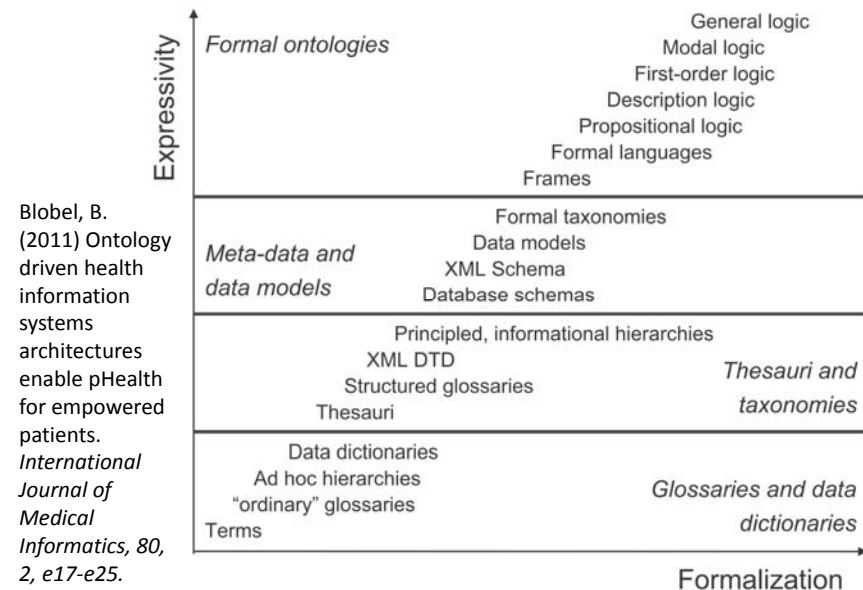 Expressivity
Formal ontologies
General logic
Modal logic
First-order logic
Description logic
Propositional logic
Formal languages
Frames
Meta-data and
data models
Formal taxonomies
Data models
XML Schema
Database schemas
Principled, informational hierarchies
XML DTD
Structured glossaries
Thesauri
Thesauri and
taxonomies
Data dictionaries
Ad hoc hierarchies
“ordinary” glossaries
Terms
Glossaries and data
dictionaries
Formalization
Blobel, B.
(2011) Ontology
driven health
information
systems
architectures
enable pHealth
for empowered
patients.
International
Journal of
Medical
Informatics, 80,
2, e17-e25.